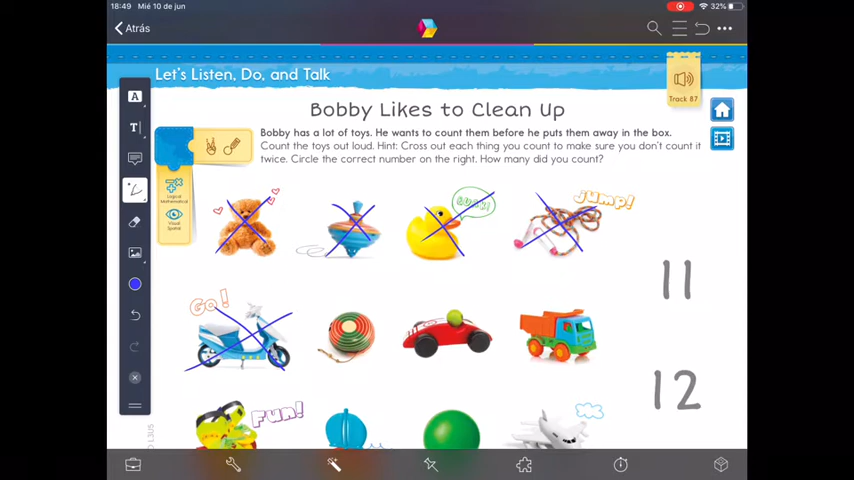 18:49 Mié 10 de jun
32%
Atrás
Let's Listen, Do, and Talk
Track 87
Bobby Likes to Clean Up
Bobby has a lot of toys. He wants to count them before he puts them away in the box.
Count the toys out loud. Hint: Cross out each thing you count to make sure you don't count it
twice. Circle the correct number on the right. How many did you count?
A
T
Logical
Mathematical
Visual
Spatial
QUACK!
Jump!
11
Go!
12
Fun!